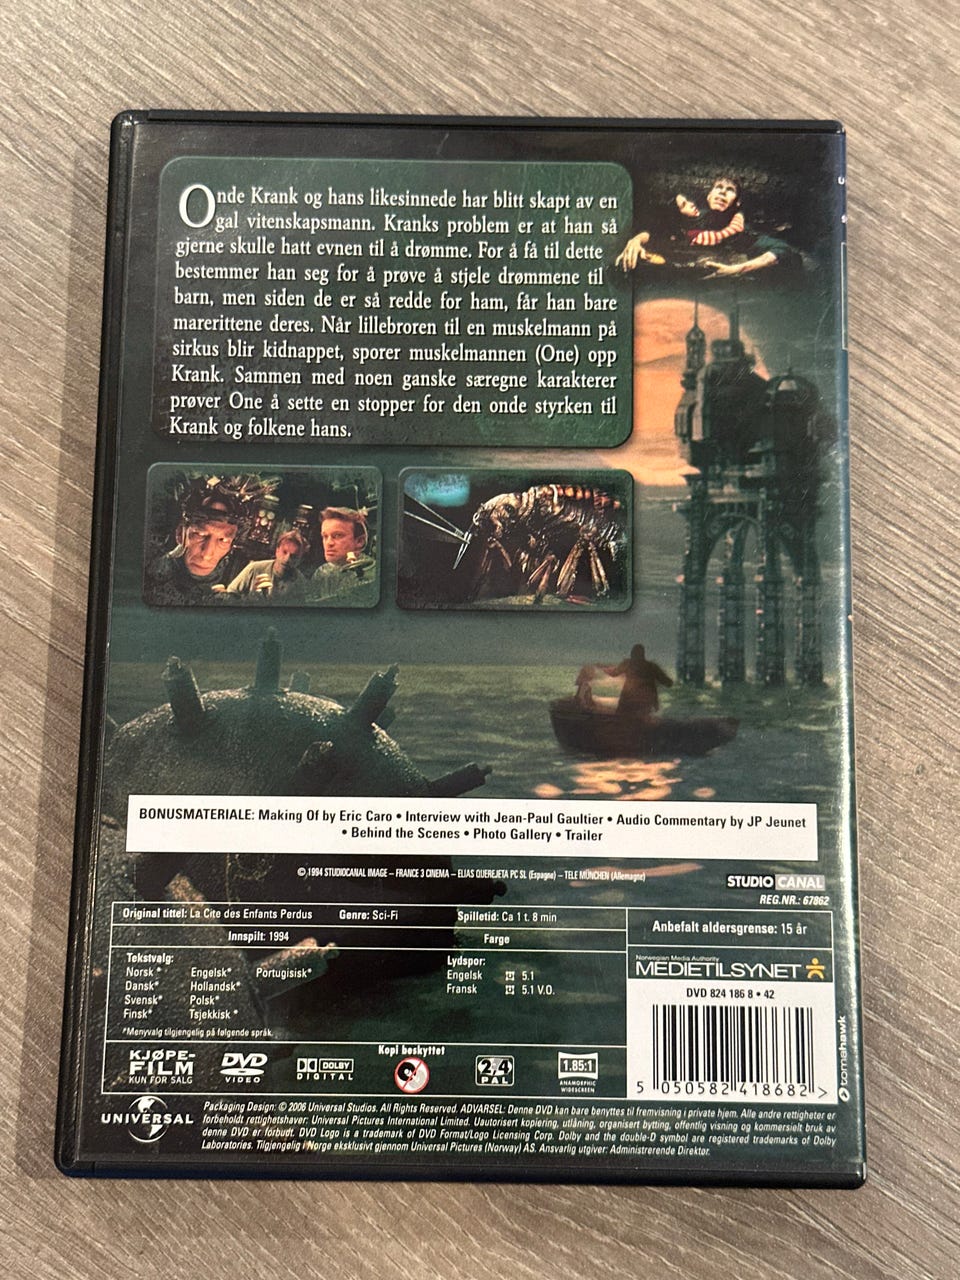 Onde Krank og hans likesinnede har blitt skapt av en
gal vitenskapsmann. Kranks problem er at han så
gjerne skulle hatt evnen til å drømme. For å få til dette
bestemmer han seg for å prøve å stjele drømmene til
barn, men siden de er så redde for ham, får han bare
marerittene deres. Når lillebroren til en muskelmann på
sirkus blir kidnappet, sporer muskelmannen (One) opp
Krank. Sammen med noen ganske særegne karakterer
prøver One å sette en stopper for den onde styrken til
Krank og folkene hans.
BONUSMATERIALE: Making Of by Eric Caro • Interview with Jean-Paul Gaultier • Audio Commentary by JP Jeunet
• Behind the Scenes • Photo Gallery • Trailer
© 1994 STUDIOCANAL IMAGE – FRANCE 3 CINEMA – ELIAS QUEREJETA PC SL (Espagne) – TELE MÜNCHEN (Allemagne)
STUDIO CANAL
REG.NR.: 67862
Original tittel: La Cite des Enfants Perdus Genre: Sci-Fi Spilletid: Ca 1 t. 8 min
Innspilt: 1994 Farge
Anbefalt aldersgrense: 15 år
Tekstvalg:
Norsk* Engelsk* Portugisisk*
Dansk* Hollandsk*
Svensk* Polsk*
Finsk* Tsjekkisk*
*Menyvalg tilgjengelig på følgende språk.
Lydspor:
Engelsk 5.1
Fransk 5.1 V.O.
Norwegian Media Authority
MEDIETILSYNET
DVD 824 186 8 • 42
5 050582 418682 >
tomahawk
KJØPE-
FILM
KUN FOR SALG
DVD
VIDEO
DOLBY
DIGITAL
Kopi beskyttet
2,4
PAL
1.85:1
ANAMORPHIC
WIDESCREEN
UNIVERSAL
Packaging Design: © 2006 Universal Studios. All Rights Reserved. ADVARSEL: Denne DVD kan bare benyttes til fremvisning i private hjem. Alle andre rettigheter er
forbeholdt rettighetshaver: Universal Pictures International Limited. Uautorisert kopiering, utlåning, organisert bytting, offentlig visning og kommersielt bruk av
denne DVD er forbudt. DVD Logo is a trademark of DVD Format/Logo Licensing Corp. Dolby and the double-D symbol are registered trademarks of Dolby
Laboratories. Tilgjengelig i Norge eksklusivt gjennom Universal Pictures (Norway) AS. Ansvarlig utgiver: Administrerende Direktør.